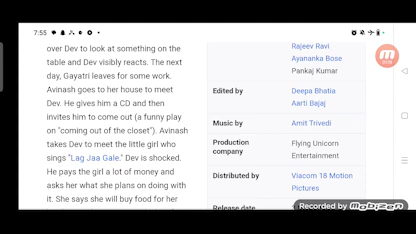 7:55
over Dev to look at something on
the table and Dev visibly reacts. The next
day, Gayatri leaves for some work.
Avinash goes to her house to meet
Dev. He gives him a CD and then
invites him to come out (a funny play
on "coming out of the closet"). Avinash
takes Dev to meet the little girl who
sings "Lag Jaa Gale." Dev is shocked.
He pays the girl a lot of money and
asks her what she plans on doing with
it. She says she will buy food for her
Rajeev Ravi
Ayananka Bose
Pankaj Kumar
Edited by
Deepa Bhatia
Aarti Bajaj
Music by
Amit Trivedi
Production
company
Flying Unicorn
Entertainment
Distributed by
Viacom 18 Motion
Pictures
Release date
Recorded by Mobizen